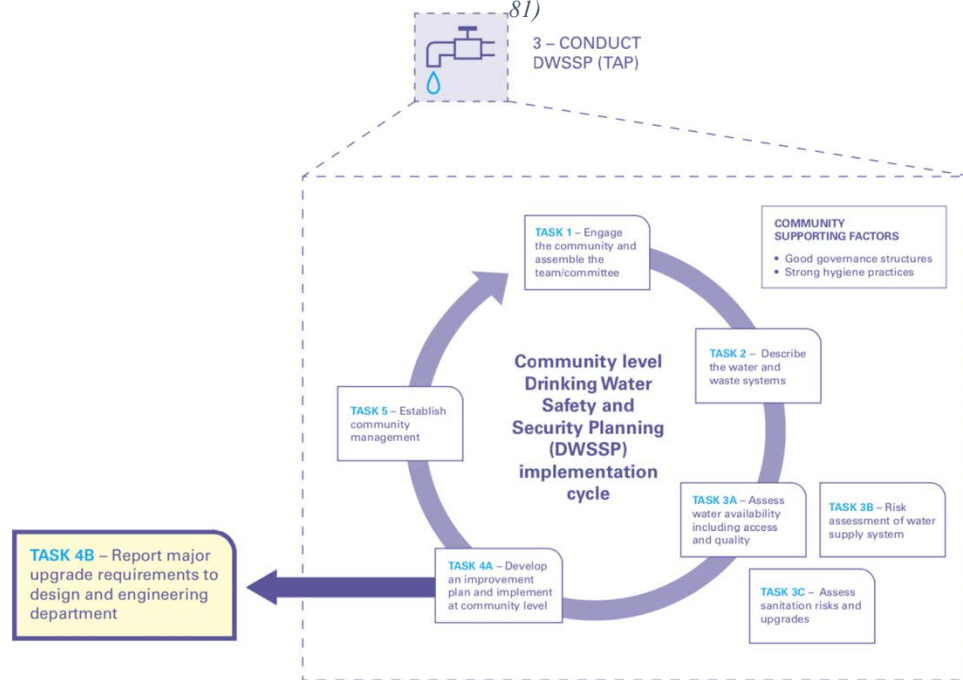 81)
3 – CONDUCT
DWSSP (TAP)
TASK 1 – Engage
the community and
assemble the
team/committee
COMMUNITY
SUPPORTING FACTORS
• Good governance structures
• Strong hygiene practices
TASK 2 – Describe
the water and
waste systems
Community level
Drinking Water
Safety and
Security Planning
(DWSSP)
implementation
cycle
TASK 5 – Establish
community
management
TASK 3A – Assess
water availability
including access
and quality
TASK 3B – Risk
assessment of water
supply system
TASK 3C – Assess
sanitation risks and
upgrades
TASK 4A – Develop
an improvement
plan and implement
at community level
TASK 4B – Report major
upgrade requirements to
design and engineering
department